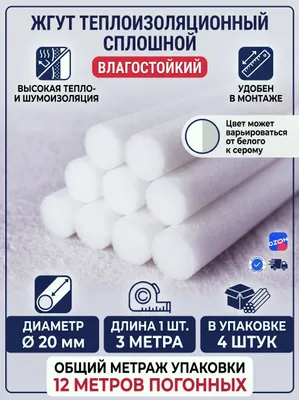 ЖГУТ ТЕПЛОИЗОЛЯЦИОННЫЙ
СПЛОШНОЙ
ВЛАГОСТОЙКИЙ
ВЫСОКАЯ ТЕПЛО-
И ШУМОИЗОЛЯЦИЯ
УДОБЕН
В МОНТАЖЕ
Цвет может
варьироваться
от белого
к серому
OZON
ДИАМЕТР
Ø 20 мм
ДЛИНА 1 ШТ.
3 МЕТРА
В УПАКОВКЕ
4 ШТУК
ОБЩИЙ МЕТРАЖ УПАКОВКИ
12 МЕТРОВ ПОГОННЫХ